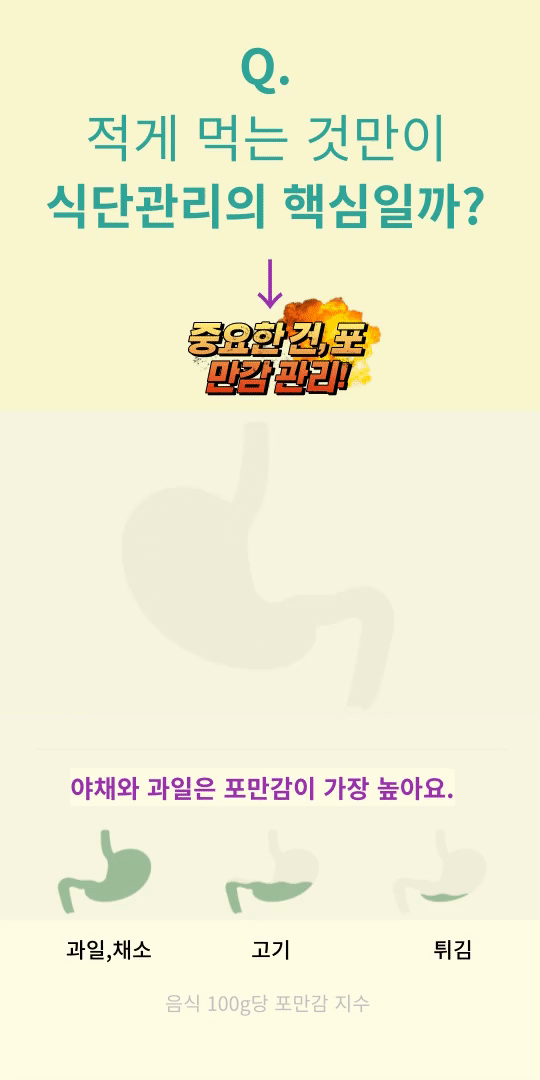 Q.
적게 먹는 것만이
식단관리의 핵심일까?
중요한 건, 포
만감 관리!
야채와 과일은 포만감이 가장 높아요.
과일,채소
고기
튀김
음식 100g당 포만감 지수